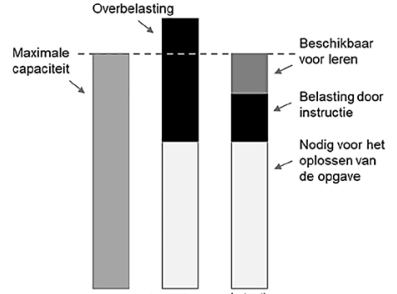 Overbelasting
Maximale
capaciteit
Beschikbaar
voor leren
Belasting door
instructie
Nodig voor het
oplossen van
de opgave